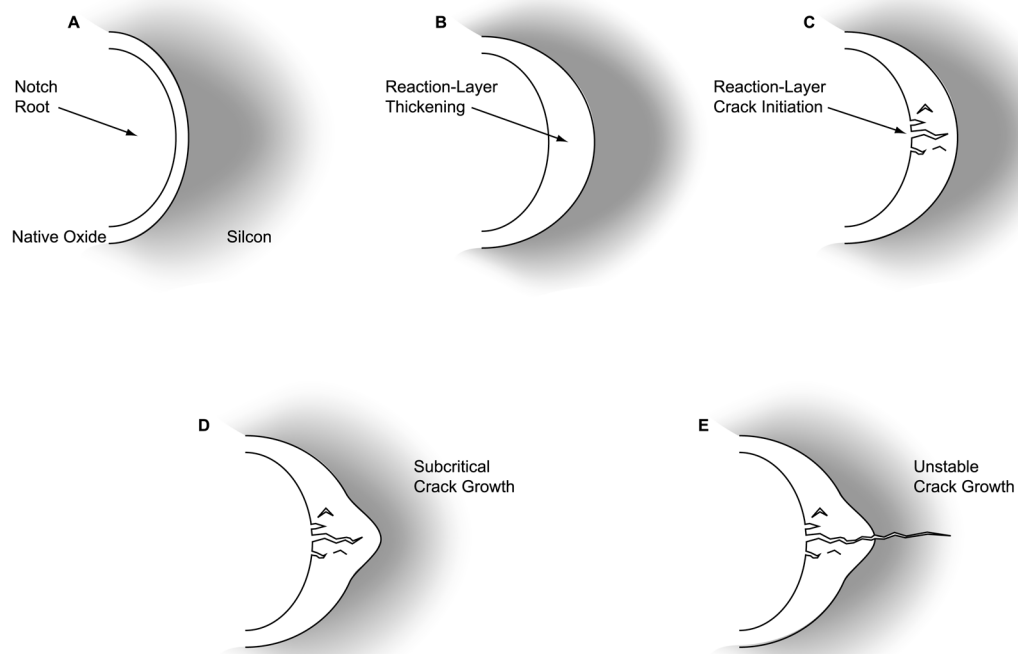 A
Notch
Root
Native Oxide
Silcon
B
Reaction-Layer
Thickening
C
Reaction-Layer
Crack Initiation
D
Subcritical
Crack Growth
E
Unstable
Crack Growth